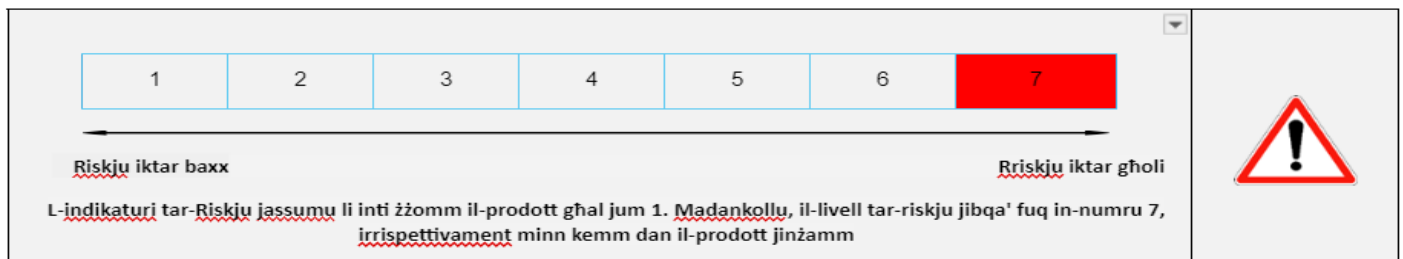 1 2 3 4 5 6 7
Riskju iktar baxx Rriskju iktar għoli
L-indikaturi tar-Riskju jassumu li inti żżomm il-prodott għal jum 1. Madankollu, il-livell tar-riskju jibqa' fuq in-numru 7,
irrispettivament minn kemm dan il-prodott jinżamm